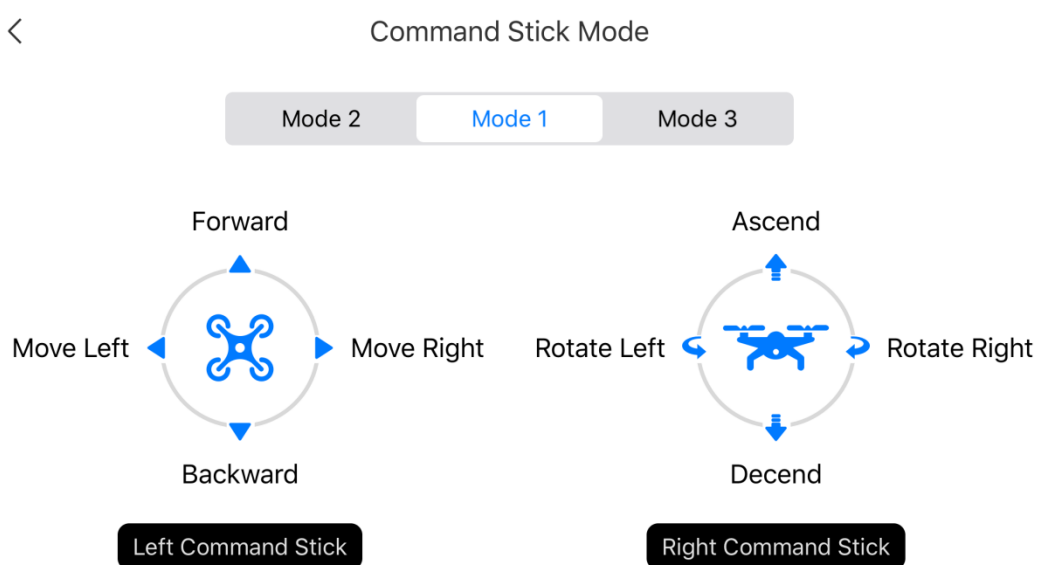 Command Stick Mode
Mode 2 Mode 1 Mode 3
Forward Ascend
Move Left Move Right Rotate Left Rotate Right
Backward Decend
Left Command Stick Right Command Stick